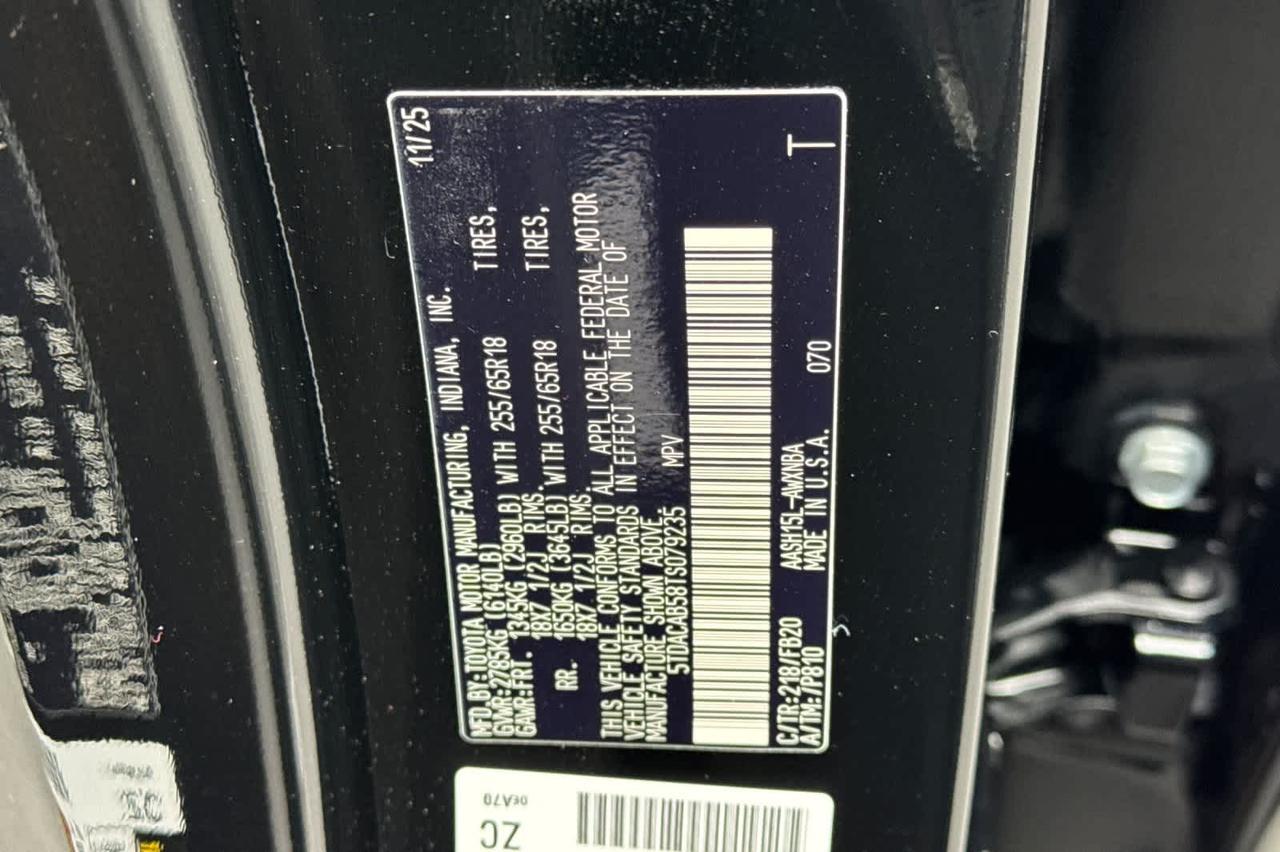 MFD.BY:TOYOTA MOTOR MANUFACTURING, INDIANA, INC. 11/25
GVWR:2785KG (6140LB)
GAWR:FRT. 1345KG (2960LB) WITH 255/65R18 TIRES,
18X7 1/2J RIMS.
RR. 1650KG (3645LB) WITH 255/65R18 TIRES,
18X7 1/2J RIMS.
THIS VEHICLE CONFORMS TO ALL APPLICABLE FEDERAL MOTOR
VEHICLE SAFETY STANDARDS IN EFFECT ON THE DATE OF
MANUFACTURE SHOWN ABOVE.
5TDACAB58TS079235 MPV
C/TR:218/FB20 AASH15L-AWXNBA 070 T
A/TM:/P810 MADE IN U.S.A.
0EA70
ZC